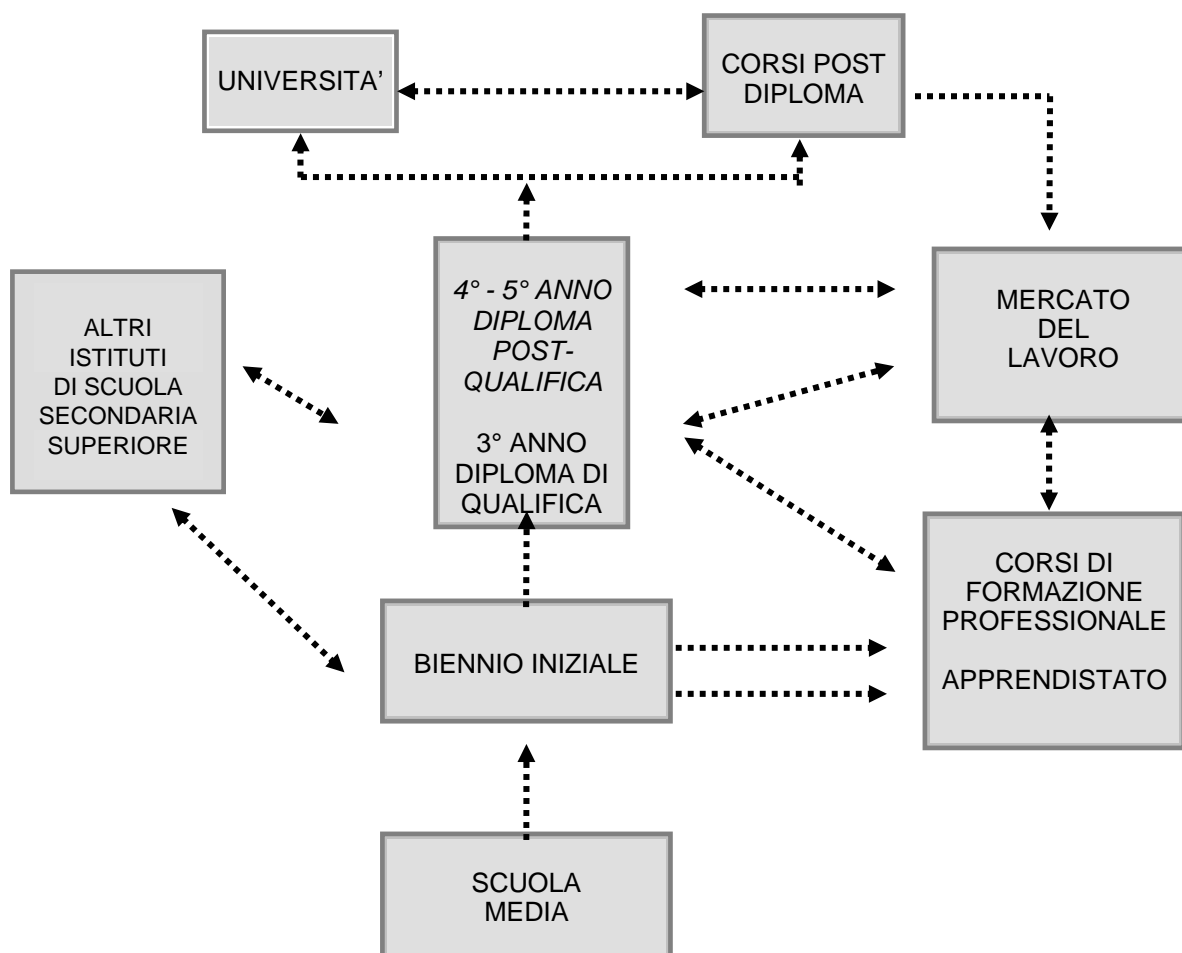 UNIVERSITA’
CORSI POST
DIPLOMA
4° - 5° ANNO
DIPLOMA
POST-
QUALIFICA
3° ANNO
DIPLOMA DI
QUALIFICA
ALTRI
ISTITUTI
DI SCUOLA
SECONDARIA
SUPERIORE
MERCATO
DEL
LAVORO
CORSI DI
FORMAZIONE
PROFESSIONALE
APPRENDISTATO
BIENNIO INIZIALE
SCUOLA
MEDIA